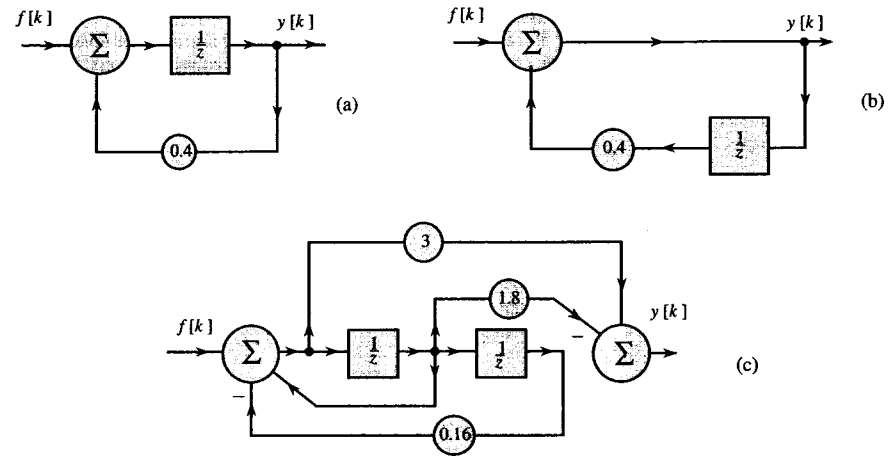 f[k]
Σ
1/z
y[k]
0.4
(a)
f[k]
Σ
y[k]
0.4
1/z
(b)
3
1.8
f[k]
Σ
1/z
1/z
−
Σ
y[k]
(c)
−
0.16